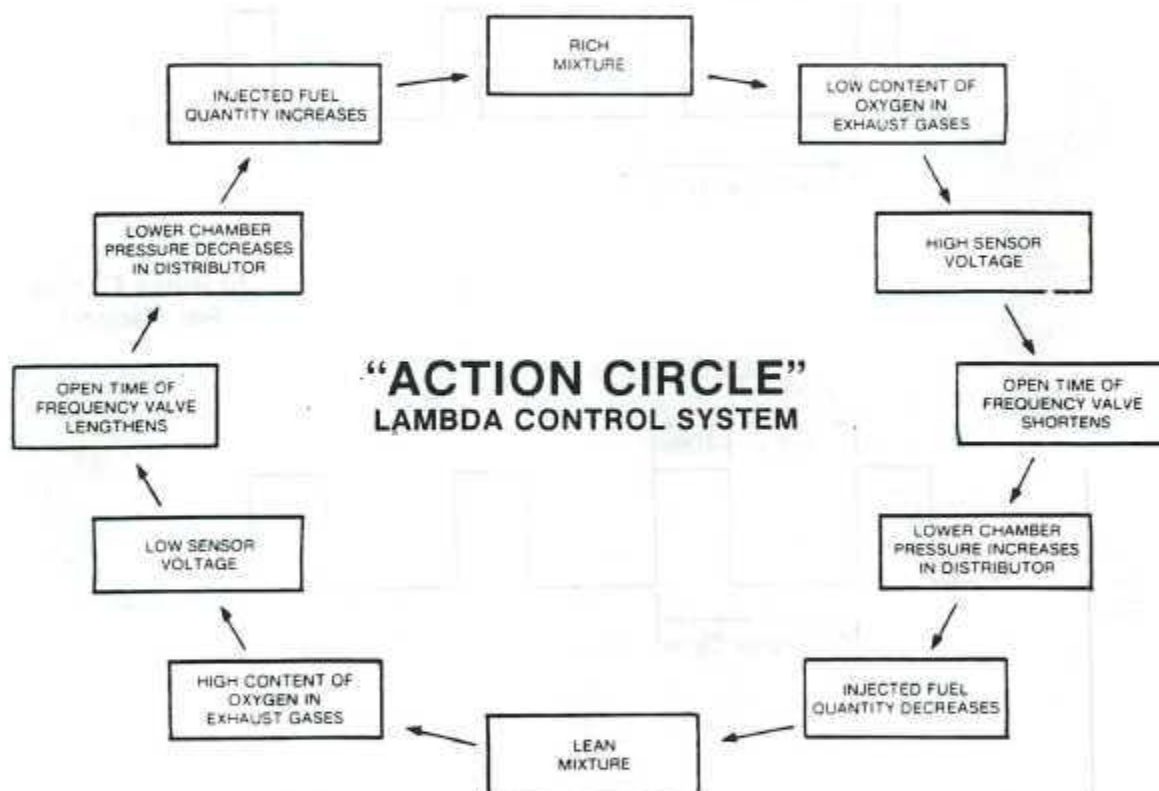 RICH
MIXTURE
LOW CONTENT OF
OXYGEN IN
EXHAUST GASES
HIGH SENSOR
VOLTAGE
OPEN TIME OF
FREQUENCY VALVE
SHORTENS
LOWER CHAMBER
PRESSURE INCREASES
IN DISTRIBUTOR
INJECTED FUEL
QUANTITY DECREASES
LEAN
MIXTURE
HIGH CONTENT OF
OXYGEN IN
EXHAUST GASES
LOW SENSOR
VOLTAGE
OPEN TIME OF
FREQUENCY VALVE
LENGTHENS
LOWER CHAMBER
PRESSURE DECREASES
IN DISTRIBUTOR
INJECTED FUEL
QUANTITY INCREASES
"ACTION CIRCLE"
LAMBDA CONTROL SYSTEM